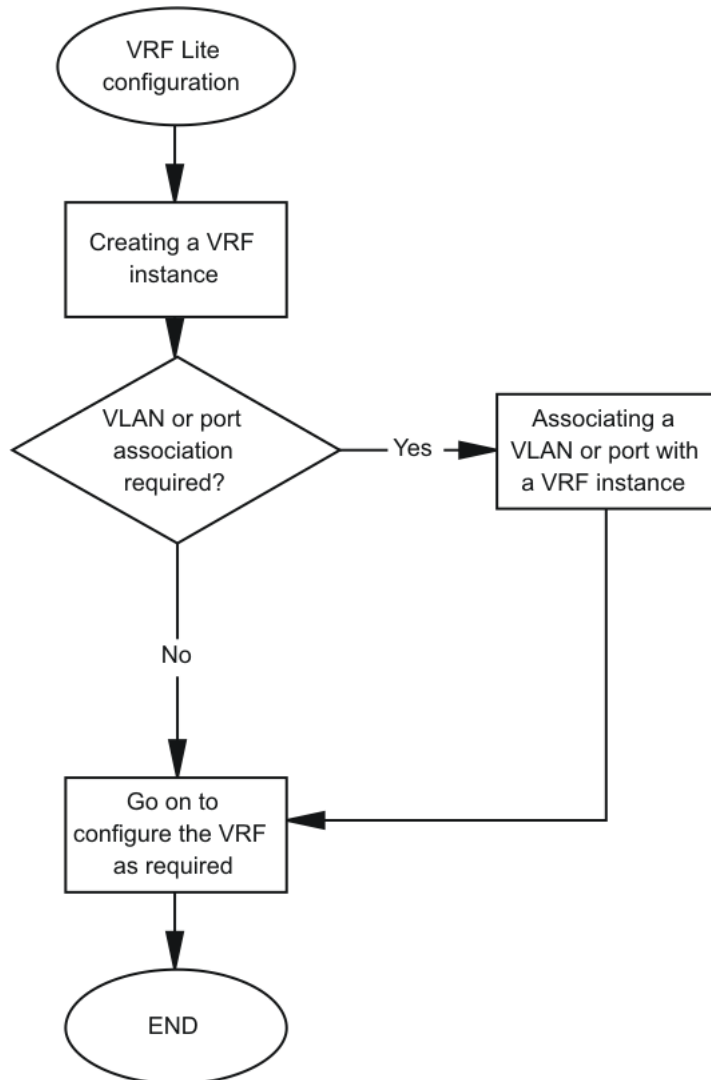 VRF Lite
configuration
Creating a VRF
instance
VLAN or port
association
required?
Yes
Associating a
VLAN or port with
a VRF instance
No
Go on to
configure the VRF
as required
END